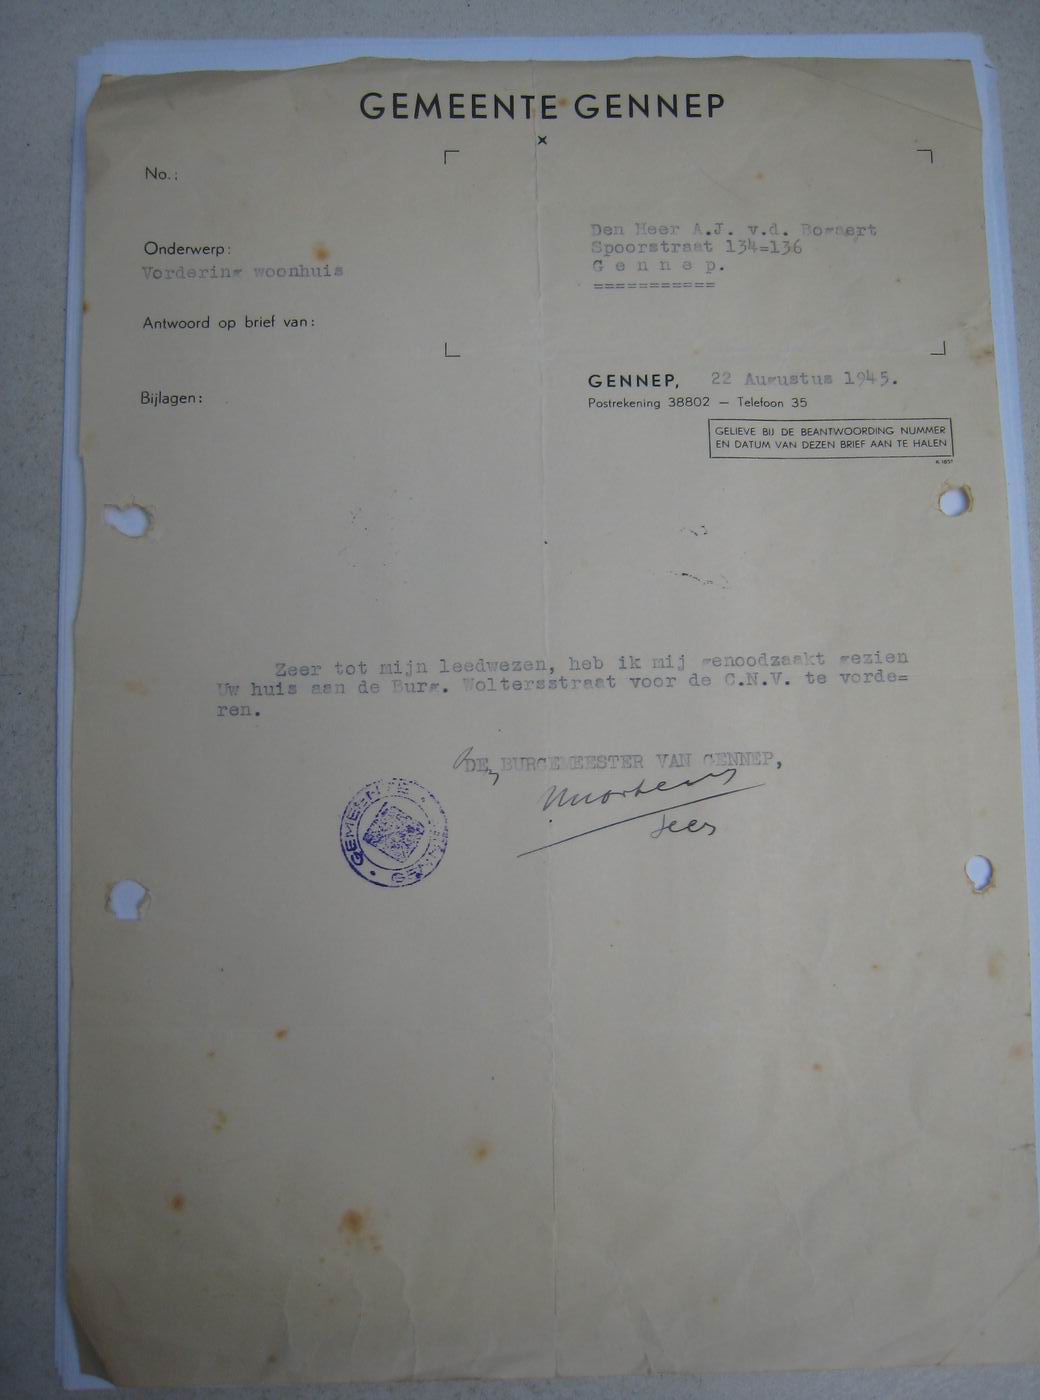 GEMEENTE GENNEP
No.:
Onderwerp:
Vordering woonhuis
Antwoord op brief van:
Bijlagen:
Den Heer A.J. v.d. Bogaert
Spoorstraat 134=136
G e n n e p.
===========
GENNEP, 22 Augustus 1945.
Postrekening 38802 — Telefoon 35
GELIEVE BIJ DE BEANTWOORDING NUMMER
EN DATUM VAN DEZEN BRIEF AAN TE HALEN
K 1857
Zeer tot mijn leedwezen, heb ik mij genoodzaakt gezien
Uw huis aan de Burg. Woltersstraat voor de C.N.V. te vorde=
ren.
DE BURGEMEESTER VAN GENNEP,
GEMEENTE
GENNEP